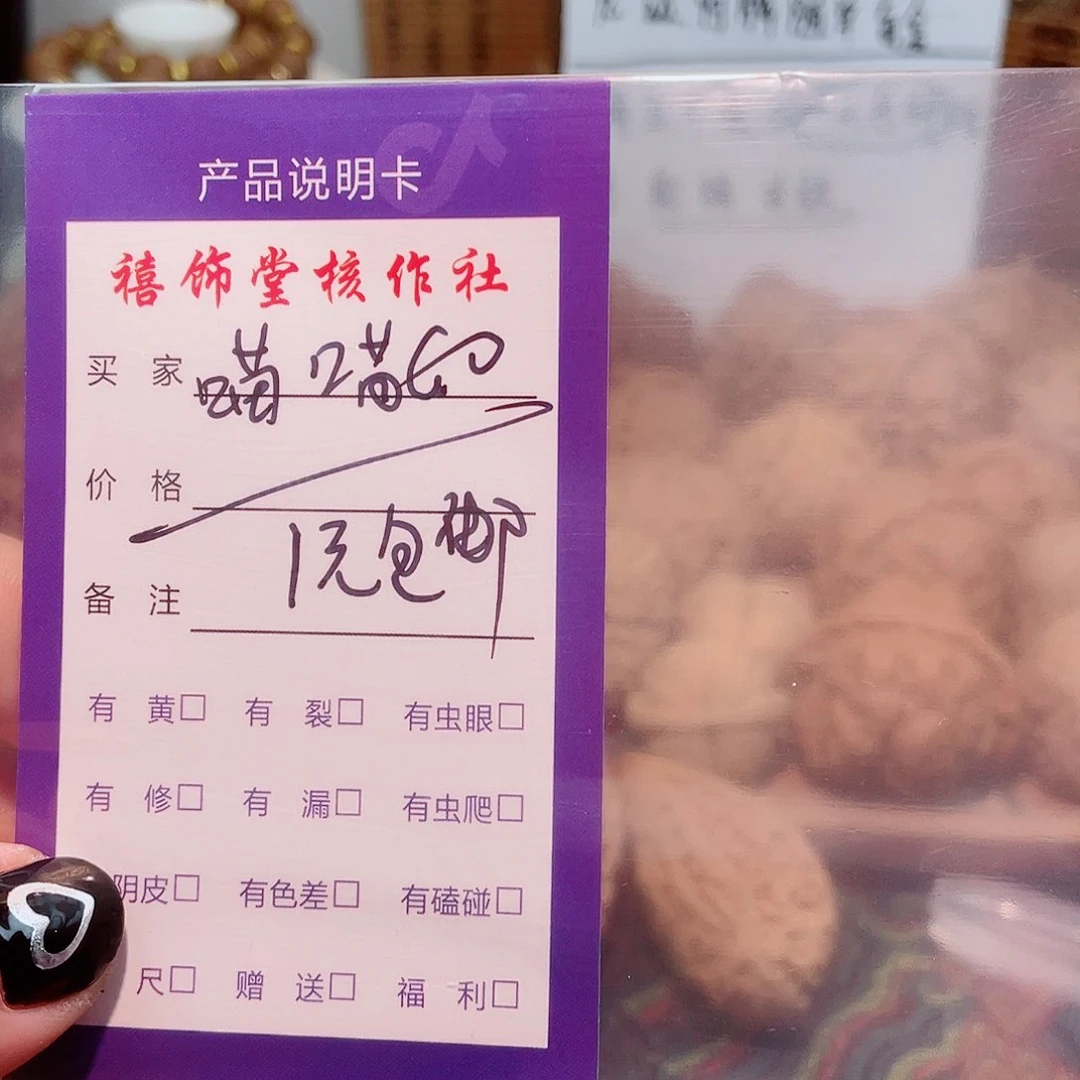 产品说明卡
禧饰堂核作社
买家 喵喵
价格
1元包邮
备注
有黄□ 有裂□ 有虫眼□
有修□ 有漏□ 有虫爬□
阴皮□ 有色差□ 有磕碰□
尺□ 赠送□ 福利□